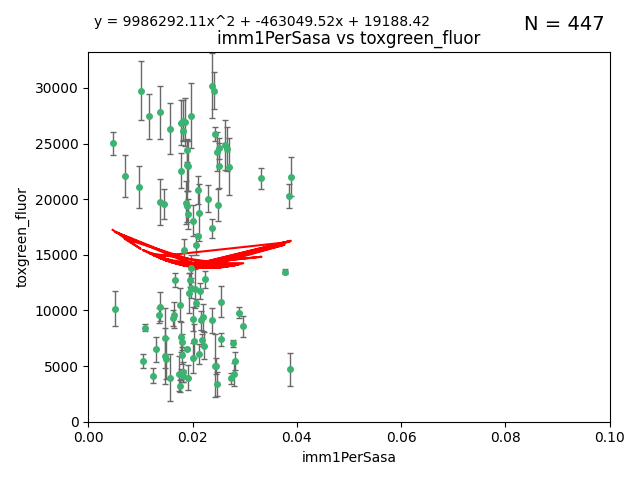 y = 9986292.11x^2 + -463049.52x + 19188.42
N = 447
imm1PerSasa vs toxgreen_fluor
30000
25000
20000
15000
10000
5000
0
toxgreen_fluor
0.00 0.02 0.04 0.06 0.08 0.10
imm1PerSasa